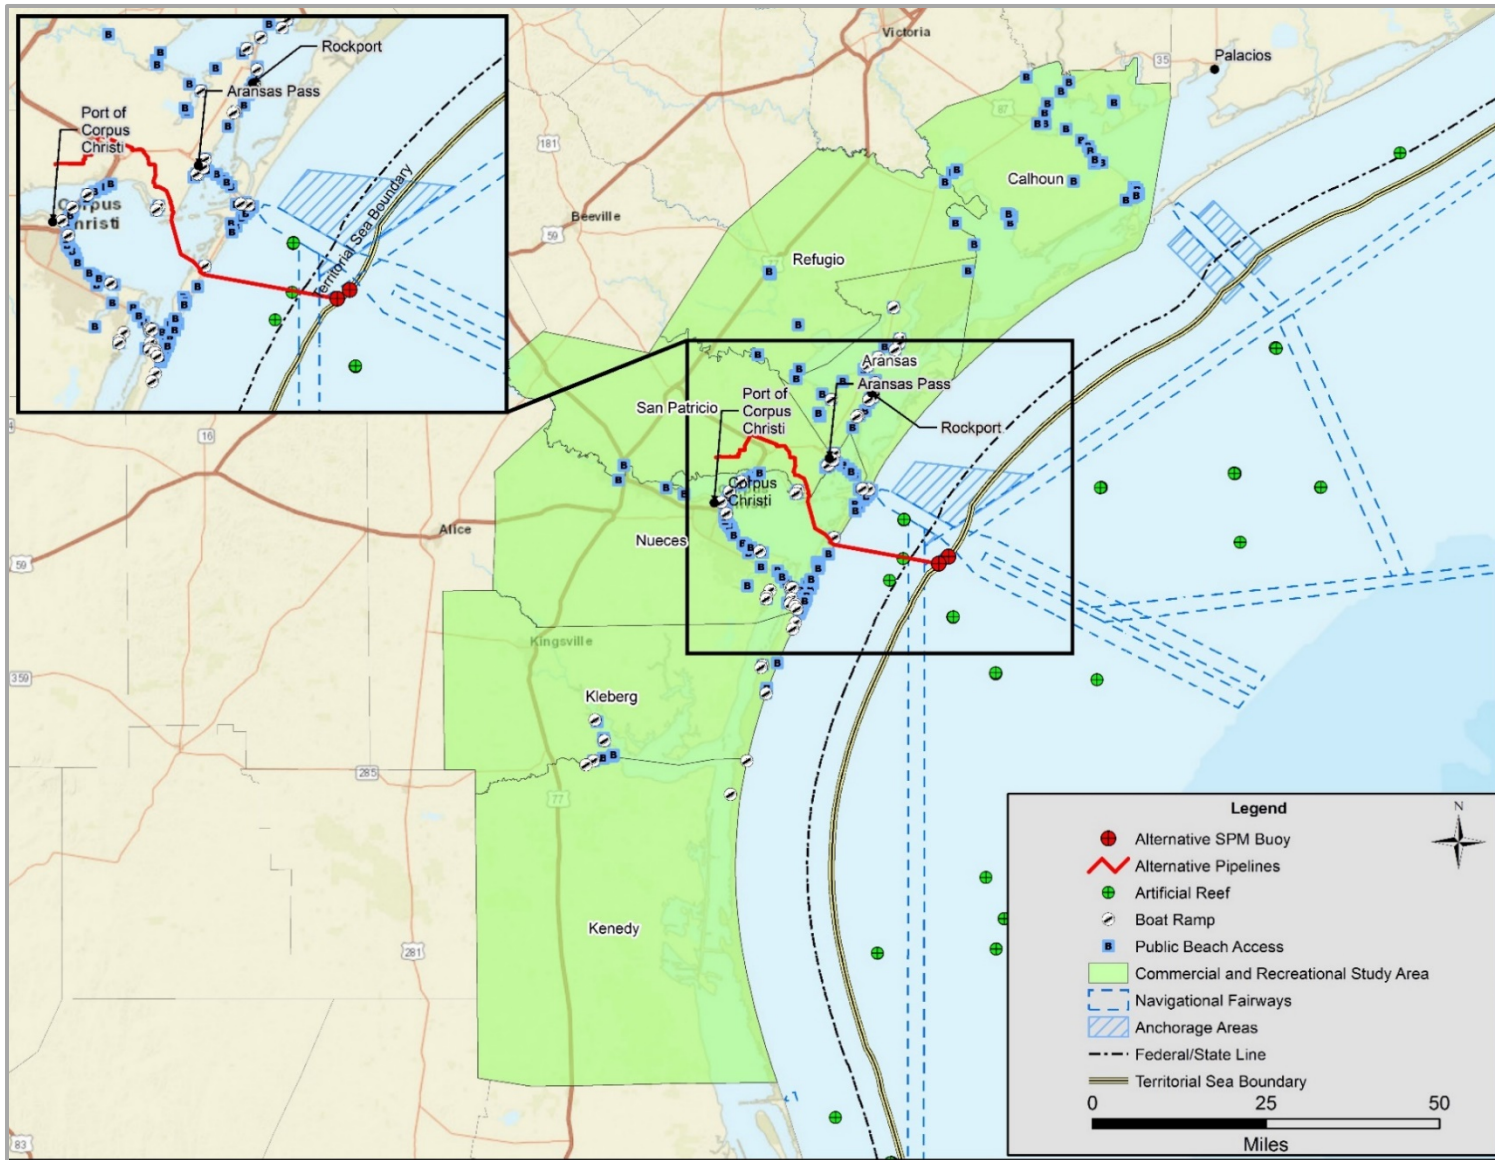 Rockport
Aransas Pass
Port of
Corpus
Christi
Corpus
Christi
Territorial Sea Boundary
Victoria
35
Palacios
87
181
Calhoun
Beeville
59
Refugio
77
Aransas
Aransas Pass
San Patricio
Port of
Corpus
Christi
Rockport
16
Corpus
Christi
Alice
Nueces
59
Kingsville
359
Kleberg
285
77
Kenedy
281
83
Legend
N
Alternative SPM Buoy
Alternative Pipelines
Artificial Reef
Boat Ramp
B Public Beach Access
Commercial and Recreational Study Area
Navigational Fairways
Anchorage Areas
Federal/State Line
Territorial Sea Boundary
0 25 50
Miles